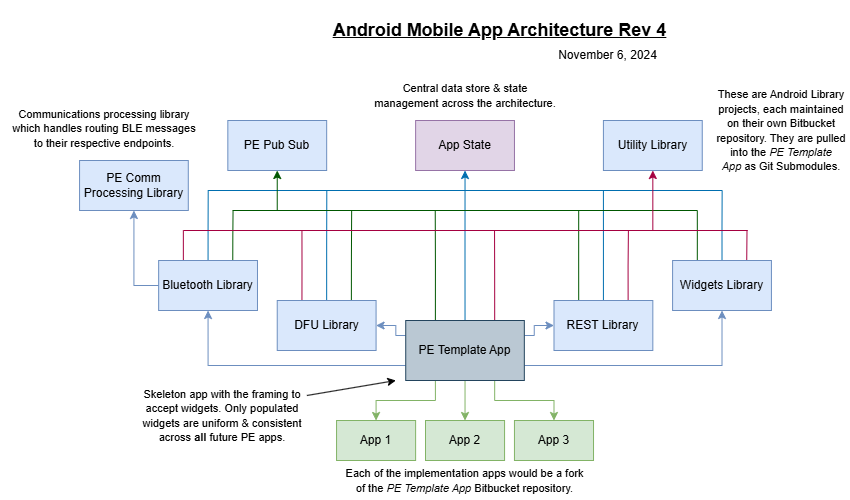 Android Mobile App Architecture Rev 4
November 6, 2024
Central data store & state
management across the architecture.
These are Android Library
projects, each maintained
on their own Bitbucket
repository. They are pulled
into the PE Template
App as Git Submodules.
Communications processing library
which handles routing BLE messages
to their respective endpoints.
PE Pub Sub
App State
Utility Library
PE Comm
Processing Library
Bluetooth Library
Widgets Library
DFU Library
REST Library
PE Template App
Skeleton app with the framing to
accept widgets. Only populated
widgets are uniform & consistent
across all future PE apps.
App 1
App 2
App 3
Each of the implementation apps would be a fork
of the PE Template App Bitbucket repository.